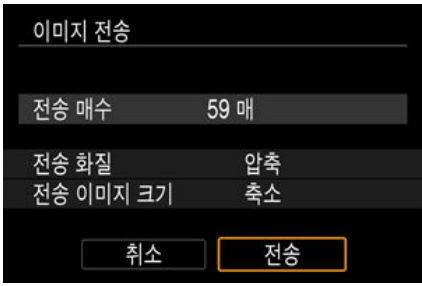 이미지 전송
전송 매수 59 매
전송 화질 압축
전송 이미지 크기 축소
취소 전송